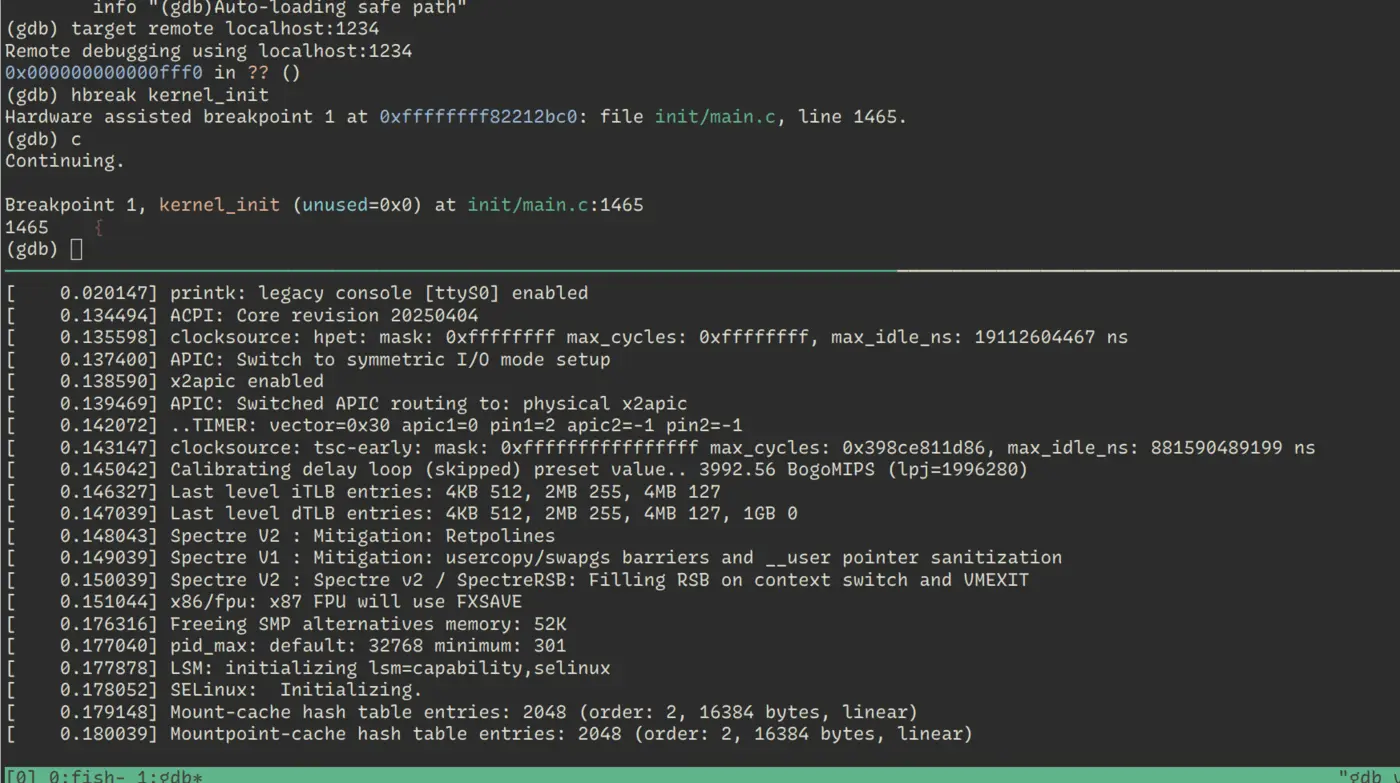 info "(gdb)Auto-loading safe path"
(gdb) target remote localhost:1234
Remote debugging using localhost:1234
0x000000000000fff0 in ?? ()
(gdb) hbreak kernel_init
Hardware assisted breakpoint 1 at 0xffffffff82212bc0: file init/main.c, line 1465.
(gdb) c
Continuing.
Breakpoint 1, kernel_init (unused=0x0) at init/main.c:1465
1465 {
(gdb)
[ 0.020147] printk: legacy console [ttyS0] enabled
[ 0.134494] ACPI: Core revision 20250404
[ 0.135598] clocksource: hpet: mask: 0xffffffff max_cycles: 0xffffffff, max_idle_ns: 19112604467 ns
[ 0.137400] APIC: Switch to symmetric I/O mode setup
[ 0.138590] x2apic enabled
[ 0.139469] APIC: Switched APIC routing to: physical x2apic
[ 0.142072] ..TIMER: vector=0x30 apic1=0 pin1=2 apic2=-1 pin2=-1
[ 0.143147] clocksource: tsc-early: mask: 0xffffffffffffffff max_cycles: 0x398ce811d86, max_idle_ns: 881590489199 ns
[ 0.145042] Calibrating delay loop (skipped) preset value.. 3992.56 BogoMIPS (lpj=1996280)
[ 0.146327] Last level iTLB entries: 4KB 512, 2MB 255, 4MB 127
[ 0.147039] Last level dTLB entries: 4KB 512, 2MB 255, 4MB 127, 1GB 0
[ 0.148043] Spectre V2 : Mitigation: Retpolines
[ 0.149039] Spectre V1 : Mitigation: usercopy/swapgs barriers and __user pointer sanitization
[ 0.150039] Spectre V2 : Spectre v2 / SpectreRSB: Filling RSB on context switch and VMEXIT
[ 0.151044] x86/fpu: x87 FPU will use FXSAVE
[ 0.176316] Freeing SMP alternatives memory: 52K
[ 0.177040] pid_max: default: 32768 minimum: 301
[ 0.177878] LSM: initializing lsm=capability,selinux
[ 0.178052] SELinux:  Initializing.
[ 0.179148] Mount-cache hash table entries: 2048 (order: 2, 16384 bytes, linear)
[ 0.180039] Mountpoint-cache hash table entries: 2048 (order: 2, 16384 bytes, linear)
[0] 0:fish- 1:gdb* "gdb